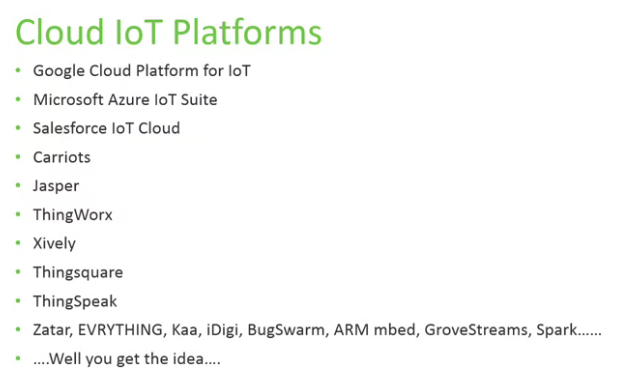 Cloud IoT Platforms
• Google Cloud Platform for IoT
• Microsoft Azure IoT Suite
• Salesforce IoT Cloud
• Carriots
• Jasper
• ThingWorx
• Xively
• Thingsquare
• ThingSpeak
• Zatar, EVRYTHING, Kaa, iDigi, BugSwarm, ARM mbed, GroveStreams, Spark......
• ....Well you get the idea....